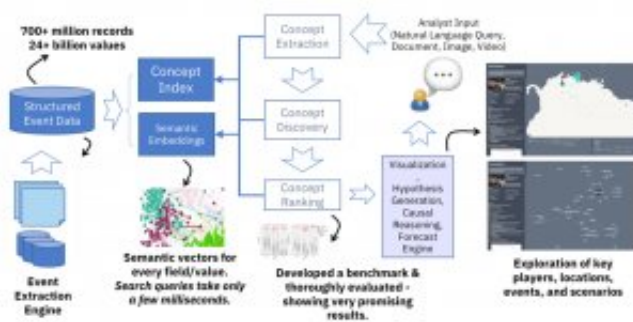 700+ million records
24+ billion values
Structured
Event Data
Event
Extraction
Engine
Concept
Index
Semantic
Embeddings
Semantic vectors for
every field/value.
Search queries take only
a few milliseconds.
Concept
Extraction
Concept
Discovery
Concept
Ranking
Developed a benchmark &
thoroughly evaluated -
showing very promising
results.
Analyst Input
(Natural Language Query,
Document, Image, Video)
Visualization
-
Hypothesis
Generation,
Causal
Reasoning,
Forecast
Engine
Exploration of key
players, locations,
events, and scenarios